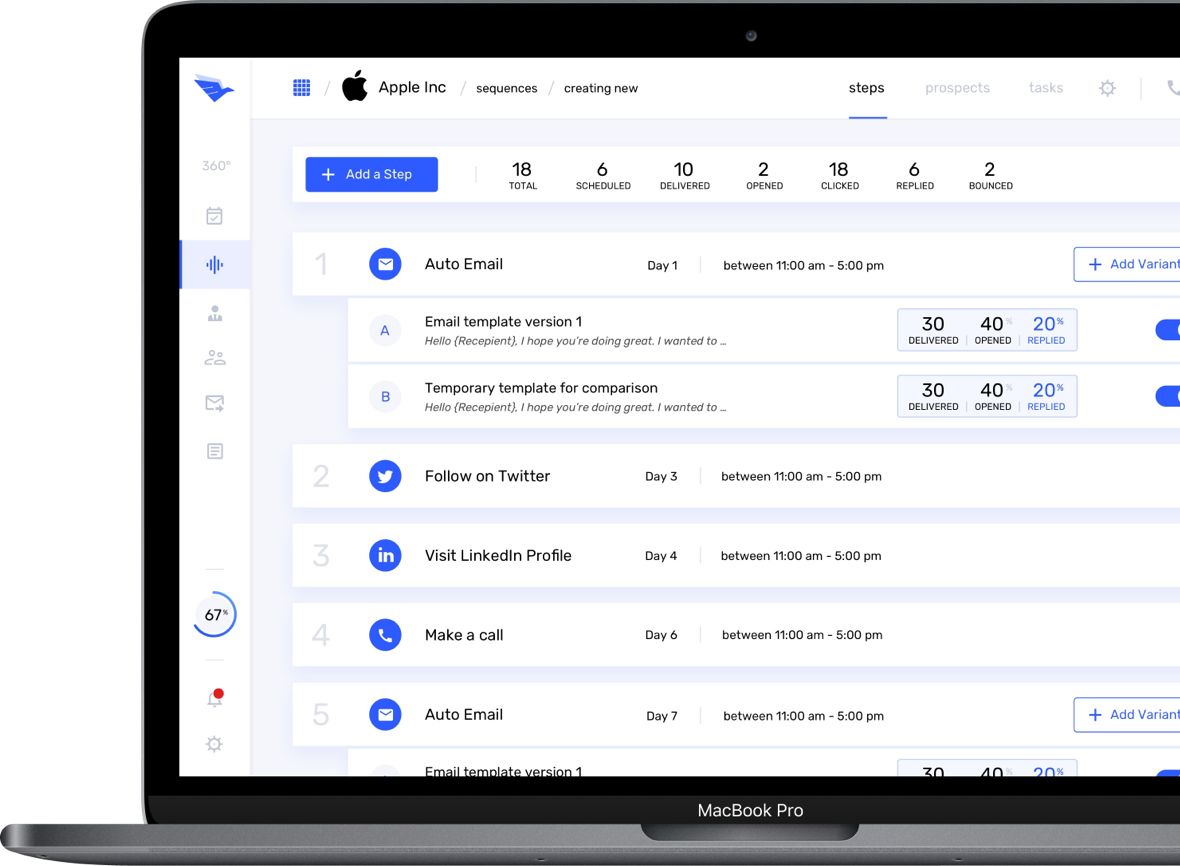 / Apple Inc / sequences / creating new
steps prospects tasks
360°
+ Add a Step
18 6 10 2 18 6 2
TOTAL SCHEDULED DELIVERED OPENED CLICKED REPLIED BOUNCED
1 Auto Email Day 1 between 11:00 am - 5:00 pm + Add Variant
A Email template version 1
Hello {Recepient}, I hope you're doing great. I wanted to ...
30 40% 20%
DELIVERED OPENED REPLIED
B Temporary template for comparison
Hello {Recepient}, I hope you're doing great. I wanted to ...
30 40% 20%
DELIVERED OPENED REPLIED
2 Follow on Twitter Day 3 between 11:00 am - 5:00 pm
3 in Visit LinkedIn Profile Day 4 between 11:00 am - 5:00 pm
67%
4 Make a call Day 6 between 11:00 am - 5:00 pm
5 Auto Email Day 7 between 11:00 am - 5:00 pm + Add Variant
Email template version 1
30 40% 20%
MacBook Pro